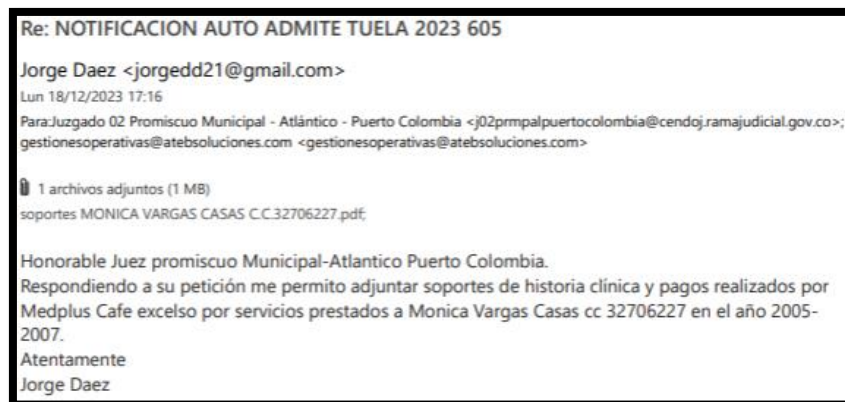 Re: NOTIFICACION AUTO ADMITE TUELA 2023 605
Jorge Daez <jorgedd21@gmail.com>
Lun 18/12/2023 17:16
Para:Juzgado 02 Promiscuo Municipal - Atlántico - Puerto Colombia <j02prmpalpuertocolombia@cendoj.ramajudicial.gov.co>;
gestionesoperativas@atebsoluciones.com <gestionesoperativas@atebsoluciones.com>
1 archivos adjuntos (1 MB)
soportes MONICA VARGAS CASAS C.C.32706227.pdf;
Honorable Juez promiscuo Municipal-Atlantico Puerto Colombia.
Respondiendo a su petición me permito adjuntar soportes de historia clínica y pagos realizados por
Medplus Cafe excelso por servicios prestados a Monica Vargas Casas cc 32706227 en el año 2005-
2007.
Atentamente
Jorge Daez